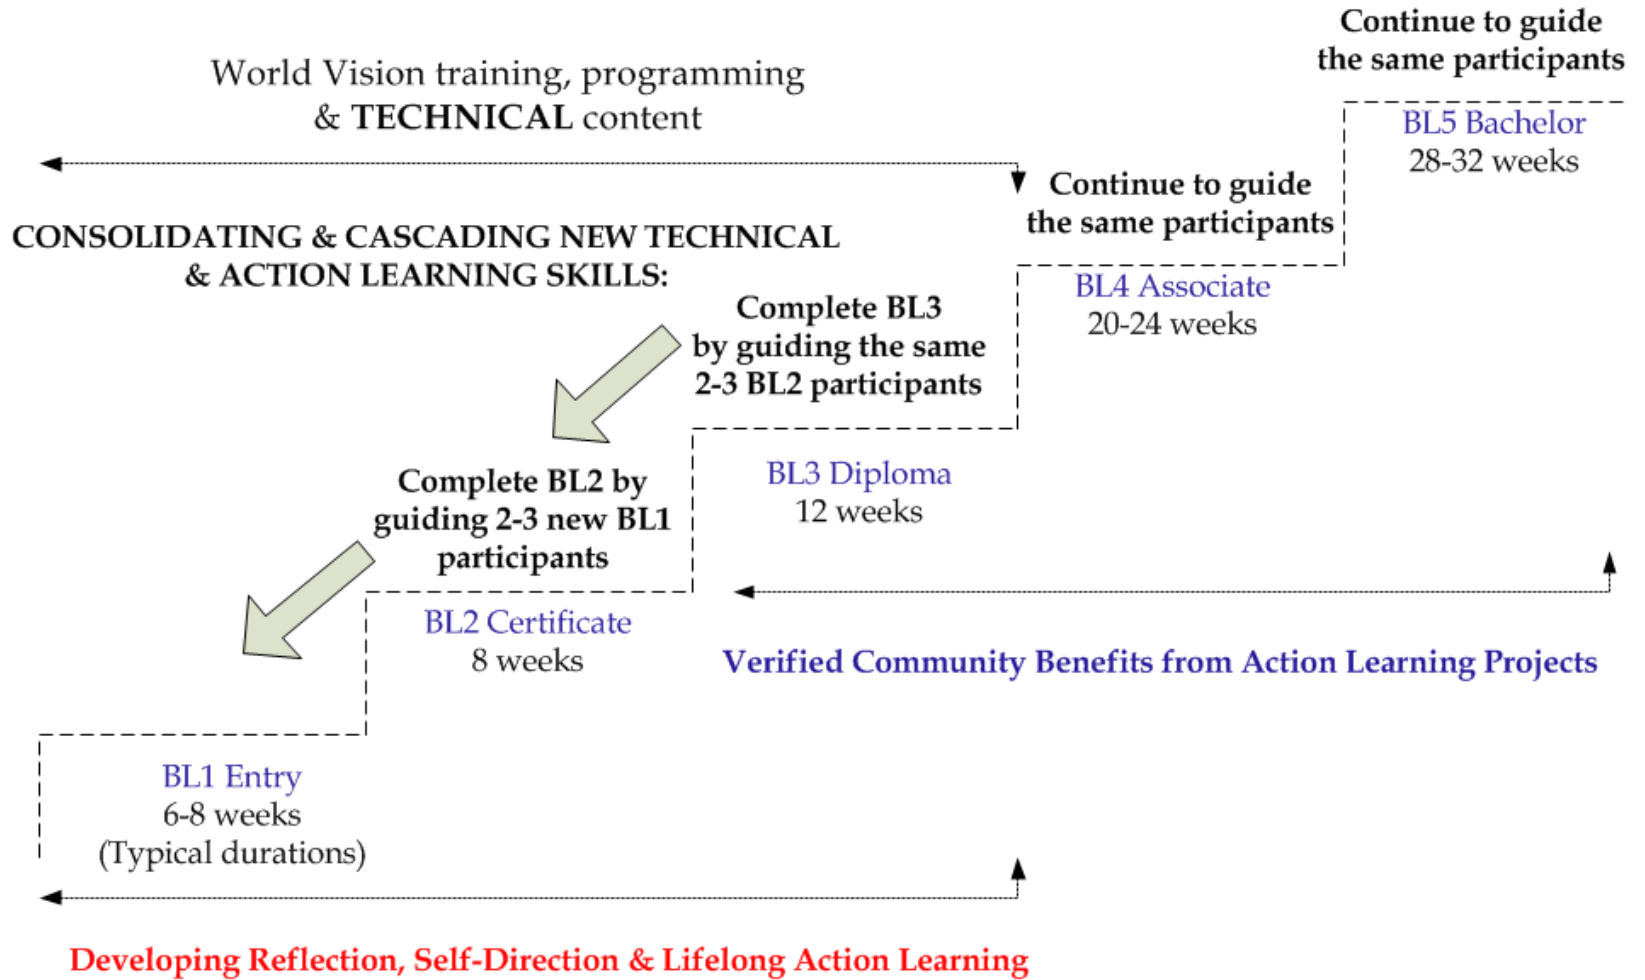 Continue to guide
the same participants
World Vision training, programming
& TECHNICAL content
BL5 Bachelor
28-32 weeks
Continue to guide
the same participants
CONSOLIDATING & CASCADING NEW TECHNICAL
& ACTION LEARNING SKILLS:
BL4 Associate
20-24 weeks
Complete BL3
by guiding the same
2-3 BL2 participants
BL3 Diploma
12 weeks
Complete BL2 by
guiding 2-3 new BL1
participants
BL2 Certificate
8 weeks
Verified Community Benefits from Action Learning Projects
BL1 Entry
6-8 weeks
(Typical durations)
Developing Reflection, Self-Direction & Lifelong Action Learning